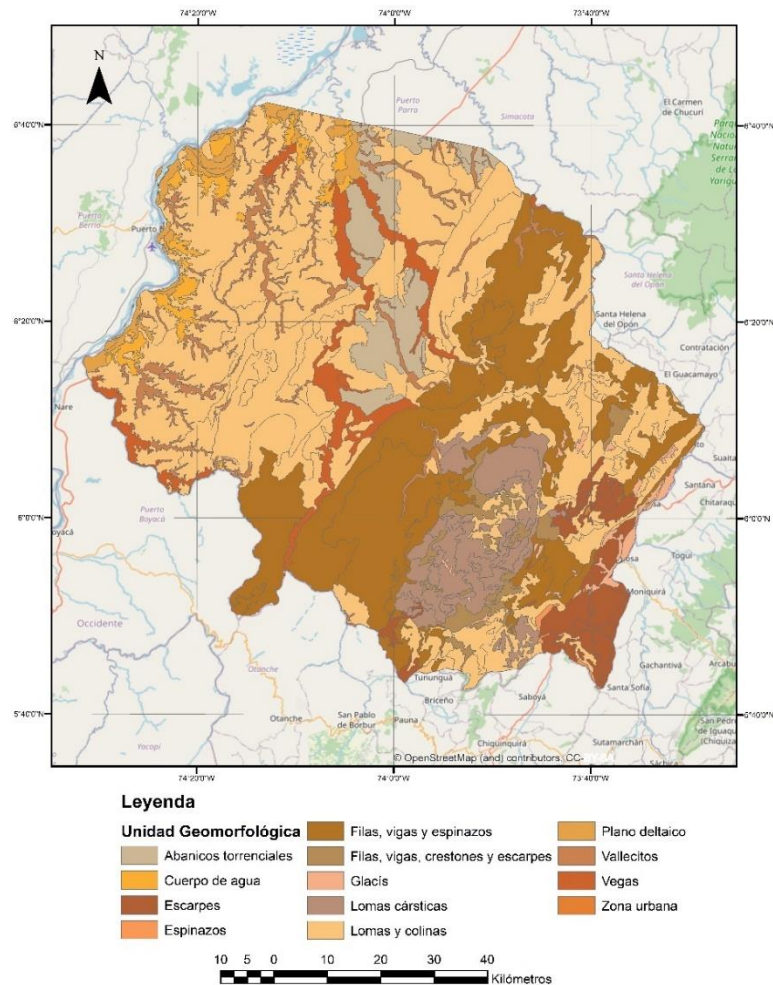 74°20'0"W 74°0'0"W 73°40'0"W
N
6°40'0"N 6°40'0"N
Puerto Parra
Simacota
El Carmen de Chucurí
Puerto Berrío
Santa Helena del Opón
6°20'0"N 6°20'0"N
Santa Helena del Opón
Contratación
El Guacamayo
Nare
Suaita
Santana
Chitaraque
6°0'0"N 6°0'0"N
Puerto Boyacá
Togüí
Moniquirá
Occidente
Gachantivá
Otanche
Tununguá
Santa Sofía
Briceño
Saboyá
5°40'0"N 5°40'0"N
Otanche
San Pablo de Borbur
Pauna
Yacopí
Chiquinquirá
Sutamarchán
© OpenStreetMap (and) contributors, CC-
74°20'0"W 74°0'0"W 73°40'0"W
Leyenda
Unidad Geomorfológica
Abanicos torrenciales
Cuerpo de agua
Escarpes
Espinazos
Filas, vigas y espinazos
Filas, vigas, crestones y escarpes
Glacís
Lomas cársticas
Lomas y colinas
Plano deltaico
Vallecitos
Vegas
Zona urbana
10 5 0 10 20 30 40
Kilómetros